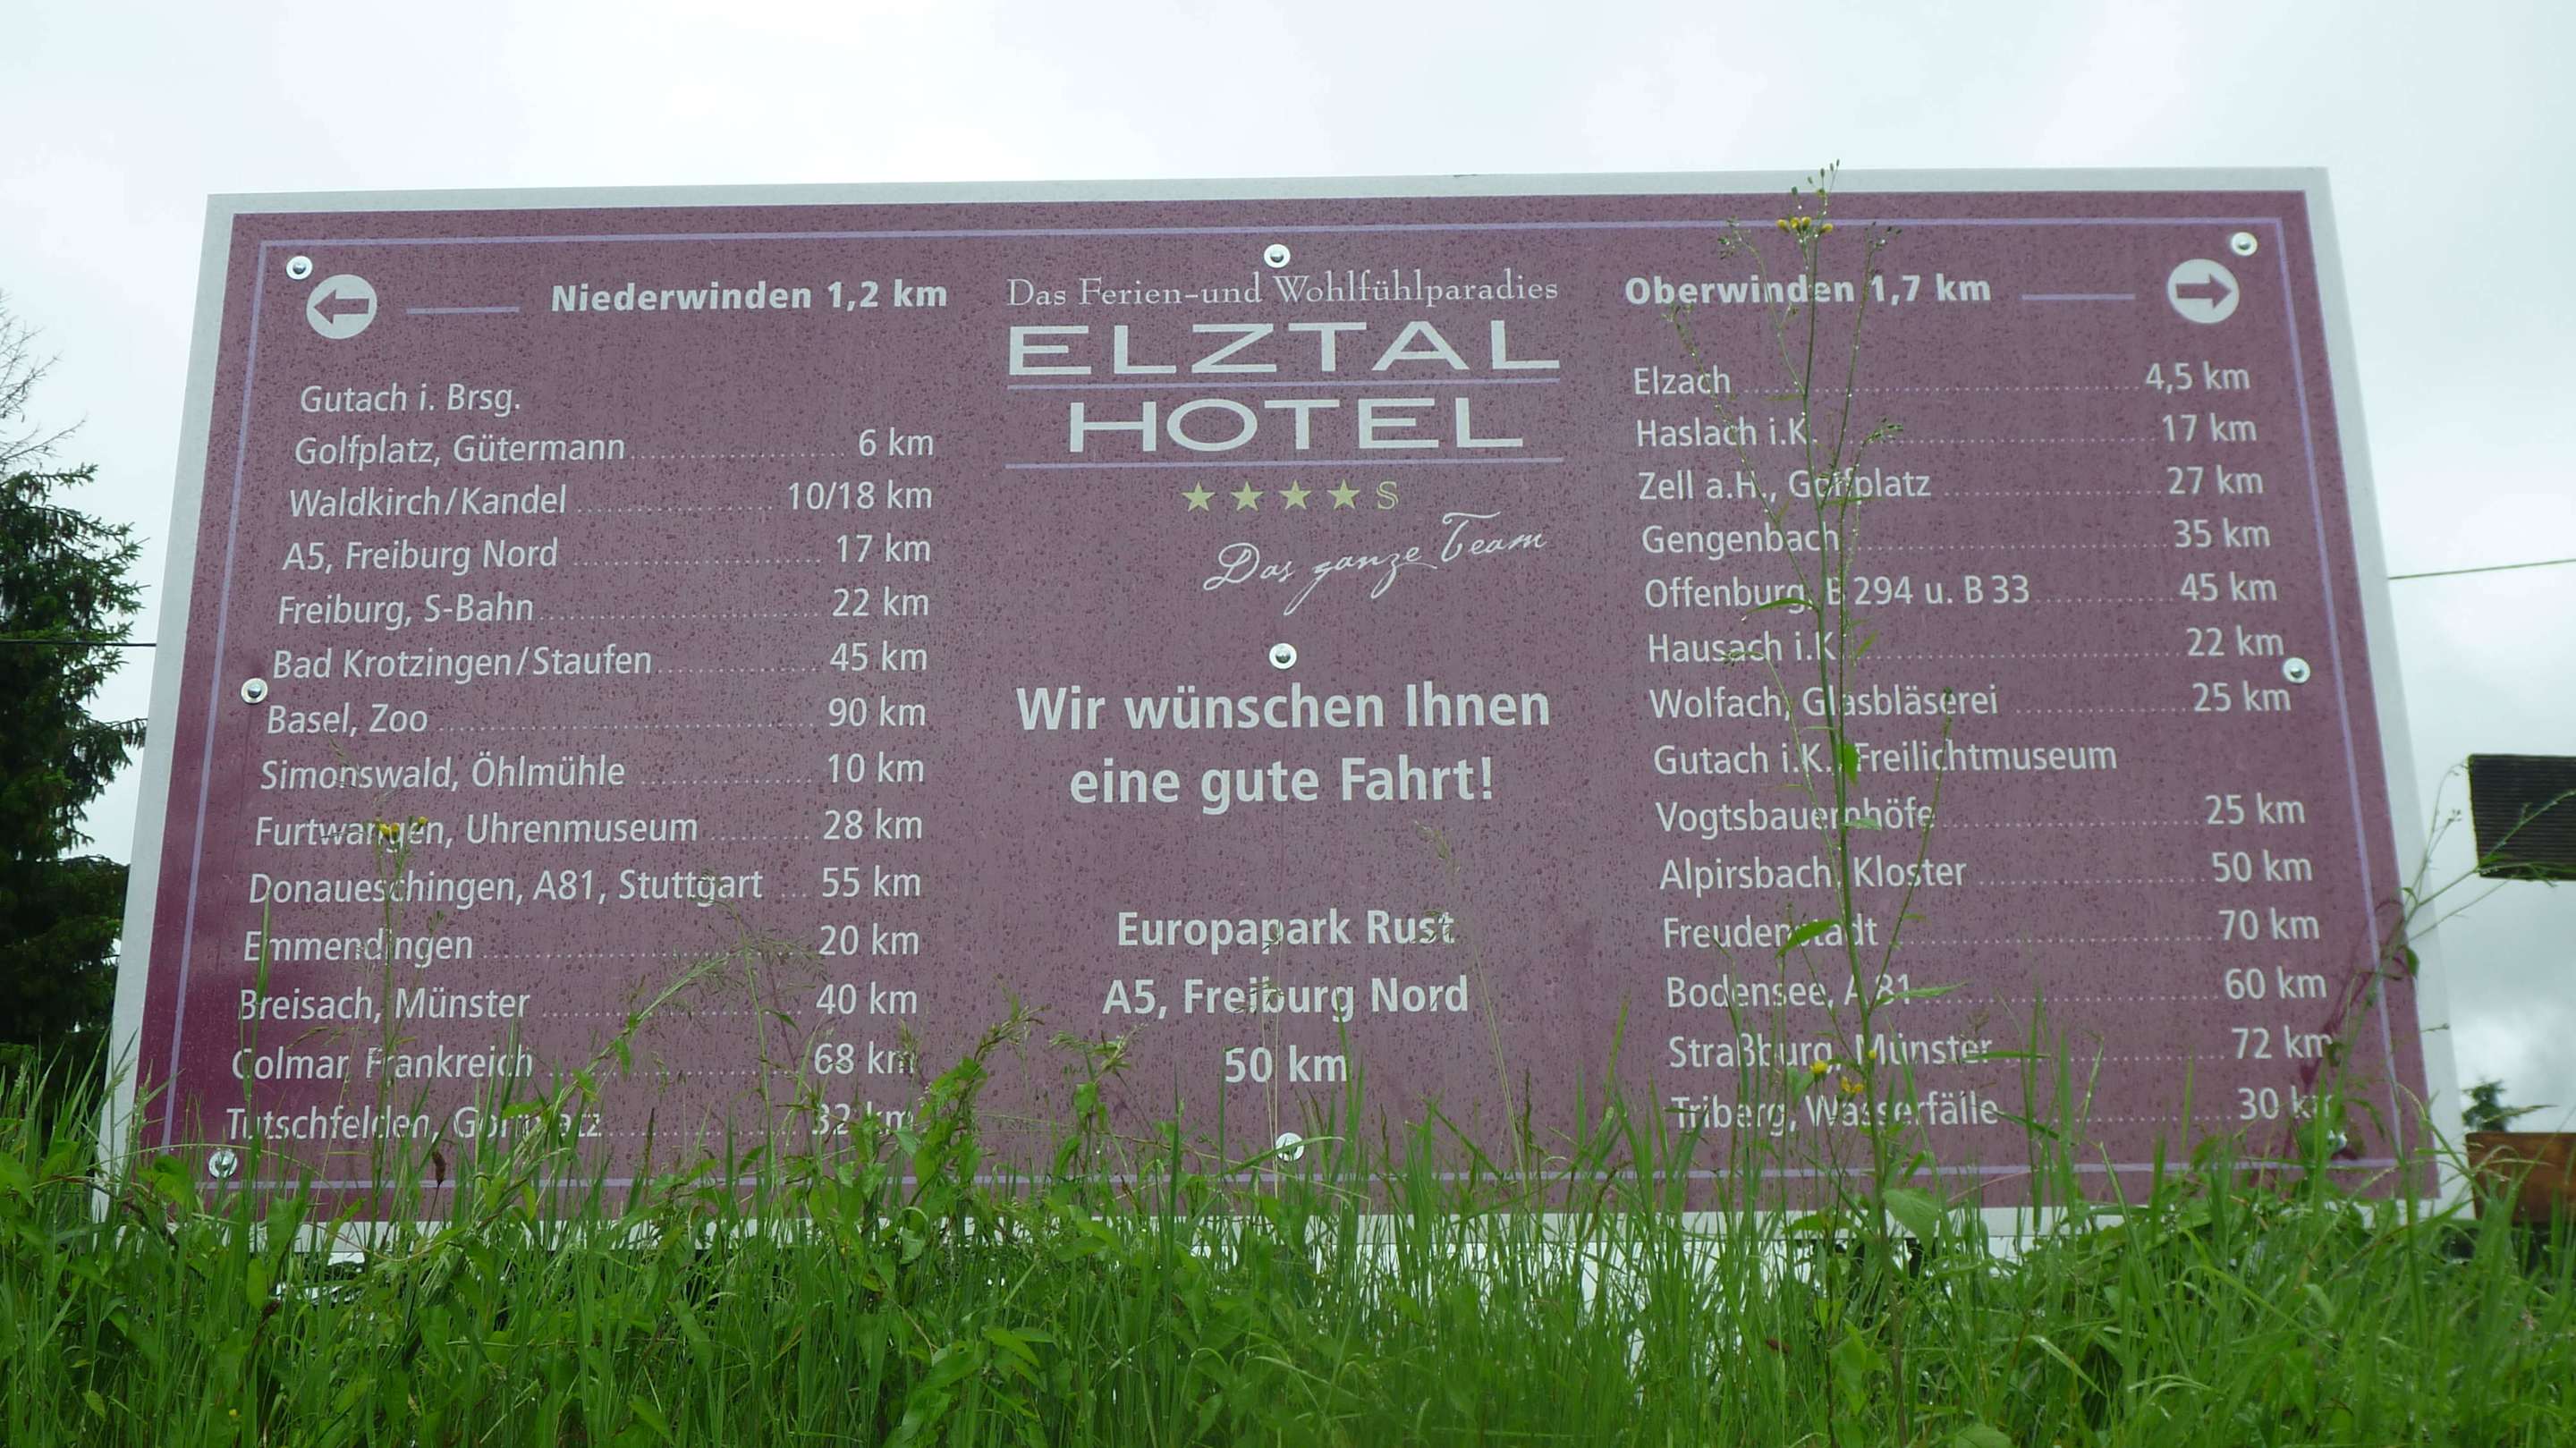 Niederwinden 1,2 km
Gutach i. Brsg.
Golfplatz, Gütermann 6 km
Waldkirch/Kandel 10/18 km
A5, Freiburg Nord 17 km
Freiburg, S-Bahn 22 km
Bad Krotzingen/Staufen 45 km
Basel, Zoo 90 km
Simonswald, Öhlmühle 10 km
Furtwangen, Uhrenmuseum 28 km
Donaueschingen, A81, Stuttgart 55 km
Emmendingen 20 km
Breisach, Münster 40 km
Colmar, Frankreich 68 km
Tutschfelden, Golfplatz 32 km
Das Ferien-und Wohlfühlparadies
ELZTAL
HOTEL
★★★★S
Das ganze Team
Wir wünschen Ihnen
eine gute Fahrt!
Europapark Rust
A5, Freiburg Nord
50 km
Oberwinden 1,7 km
Elzach 4,5 km
Haslach i.K. 17 km
Zell a.H., Golfplatz 27 km
Gengenbach 35 km
Offenburg, B 294 u. B 33 45 km
Hausach i.K. 22 km
Wolfach, Glasbläserei 25 km
Gutach i.K., Freilichtmuseum
Vogtsbauernhöfe 25 km
Alpirsbach, Kloster 50 km
Freudenstadt 70 km
Bodensee, A 81 60 km
Straßburg, Münster 72 km
Triberg, Wasserfälle 30 km